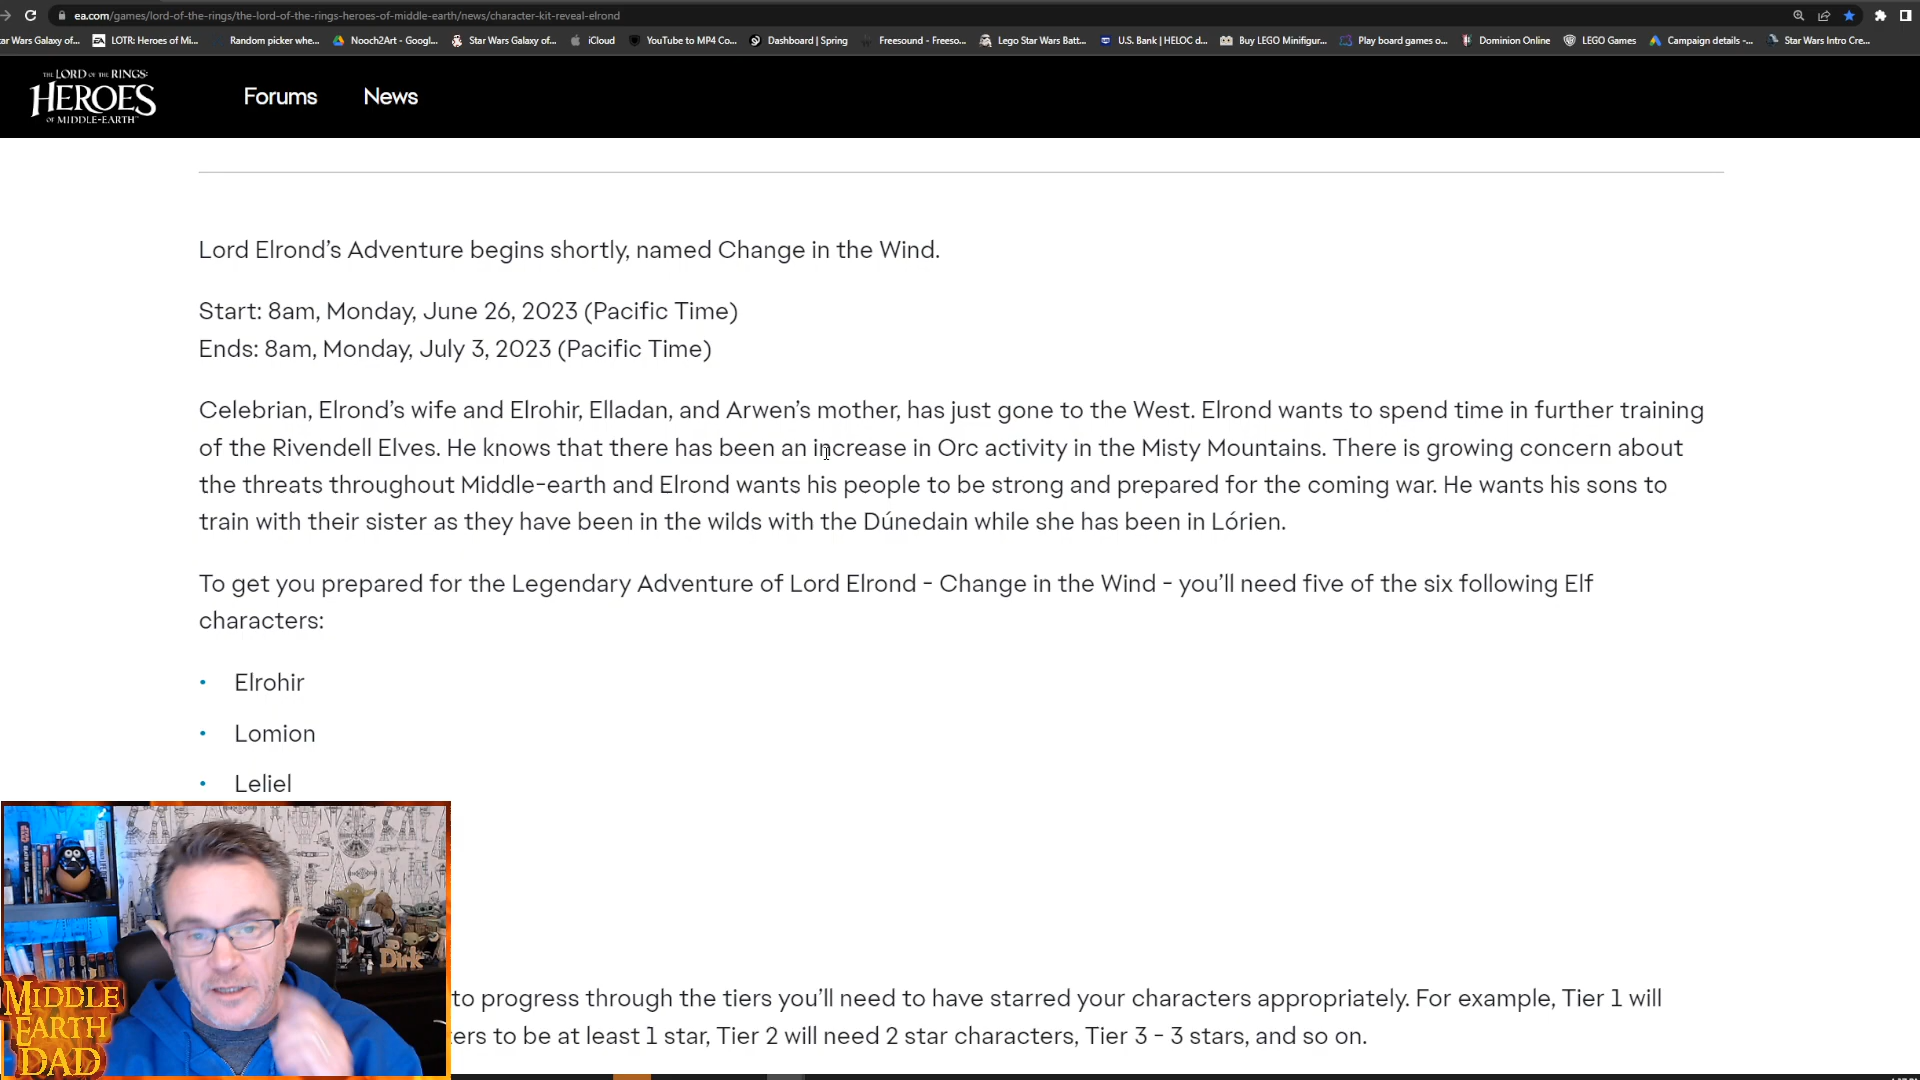 ea.com/games/lord-of-the-rings/the-lord-of-the-rings-heroes-of-middle-earth/news/character-kit-reveal-elrond
tar Wars Galaxy of... LOTR: Heroes of Mi... Random picker whe... Nooch2Art - Googl... Star Wars Galaxy of... iCloud YouTube to MP4 Co... Dashboard | Spring Freesound - Freeso... Lego Star Wars Batt... U.S. Bank | HELOC d... Buy LEGO Minifigur... Play board games o... Dominion Online LEGO Games Campaign details -... Star Wars Intro Cre...
THE LORD OF THE RINGS:
HEROES
OF MIDDLE-EARTH™
Forums News
Lord Elrond's Adventure begins shortly, named Change in the Wind.
Start: 8am, Monday, June 26, 2023 (Pacific Time)
Ends: 8am, Monday, July 3, 2023 (Pacific Time)
Celebrian, Elrond's wife and Elrohir, Elladan, and Arwen's mother, has just gone to the West. Elrond wants to spend time in further training
of the Rivendell Elves. He knows that there has been an increase in Orc activity in the Misty Mountains. There is growing concern about
the threats throughout Middle-earth and Elrond wants his people to be strong and prepared for the coming war. He wants his sons to
train with their sister as they have been in the wilds with the Dúnedain while she has been in Lórien.
To get you prepared for the Legendary Adventure of Lord Elrond - Change in the Wind - you'll need five of the six following Elf
characters:
• Elrohir
• Lomion
• Leliel
to progress through the tiers you'll need to have starred your characters appropriately. For example, Tier 1 will
ters to be at least 1 star, Tier 2 will need 2 star characters, Tier 3 - 3 stars, and so on.
Dirk
MIDDLE
EARTH
DAD